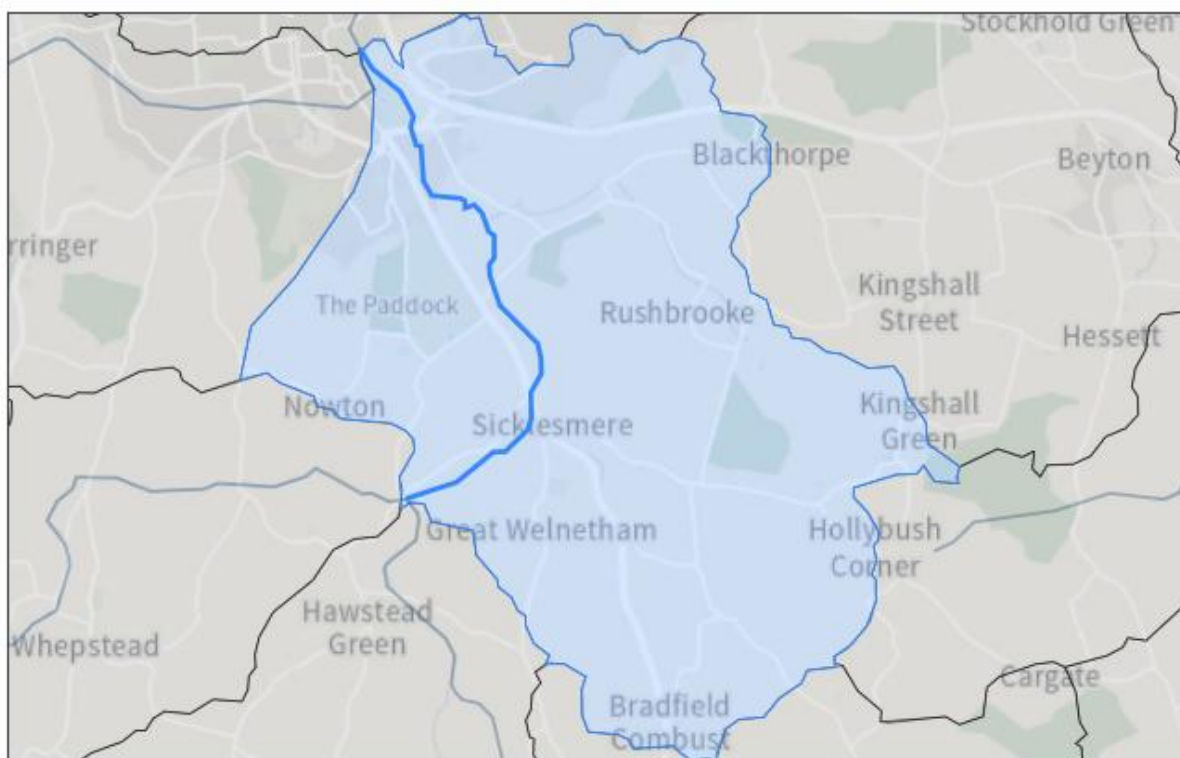 Stockhold Green
Blackthorpe
Beyton
rringer
Kingshall
Street
The Paddock
Rushbrooke
Hessett
Nowton
Kingshall
Green
Sicklesmere
Great Welnetham
Hollybush
Corner
Hawstead
Green
Whepstead
Cargate
Bradfield
Combust